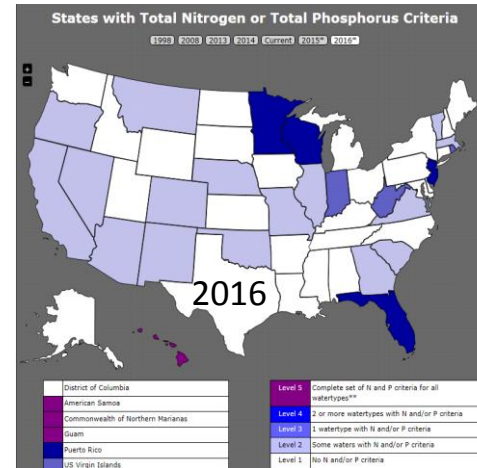 States with Total Nitrogen or Total Phosphorus Criteria
1998 2008 2013 2014 Current 2015* 2016*
+
-
2016
District of Columbia
American Samoa
Commonwealth of Northern Marianas
Guam
Puerto Rico
US Virgin Islands
Level 5 Complete set of N and P criteria for all watertypes**
Level 4 2 or more watertypes with N and/or P criteria
Level 3 1 watertype with N and/or P criteria
Level 2 Some waters with N and/or P criteria
Level 1 No N and/or P criteria